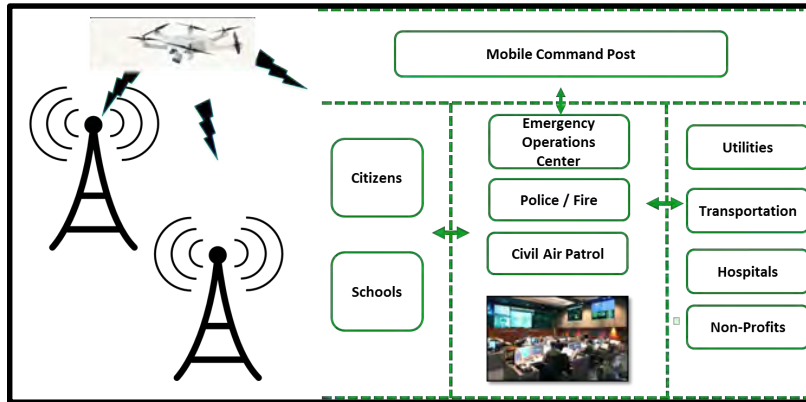 Mobile Command Post
Emergency
Operations
Center
Citizens
Police / Fire
Civil Air Patrol
Schools
Utilities
Transportation
Hospitals
Non-Profits